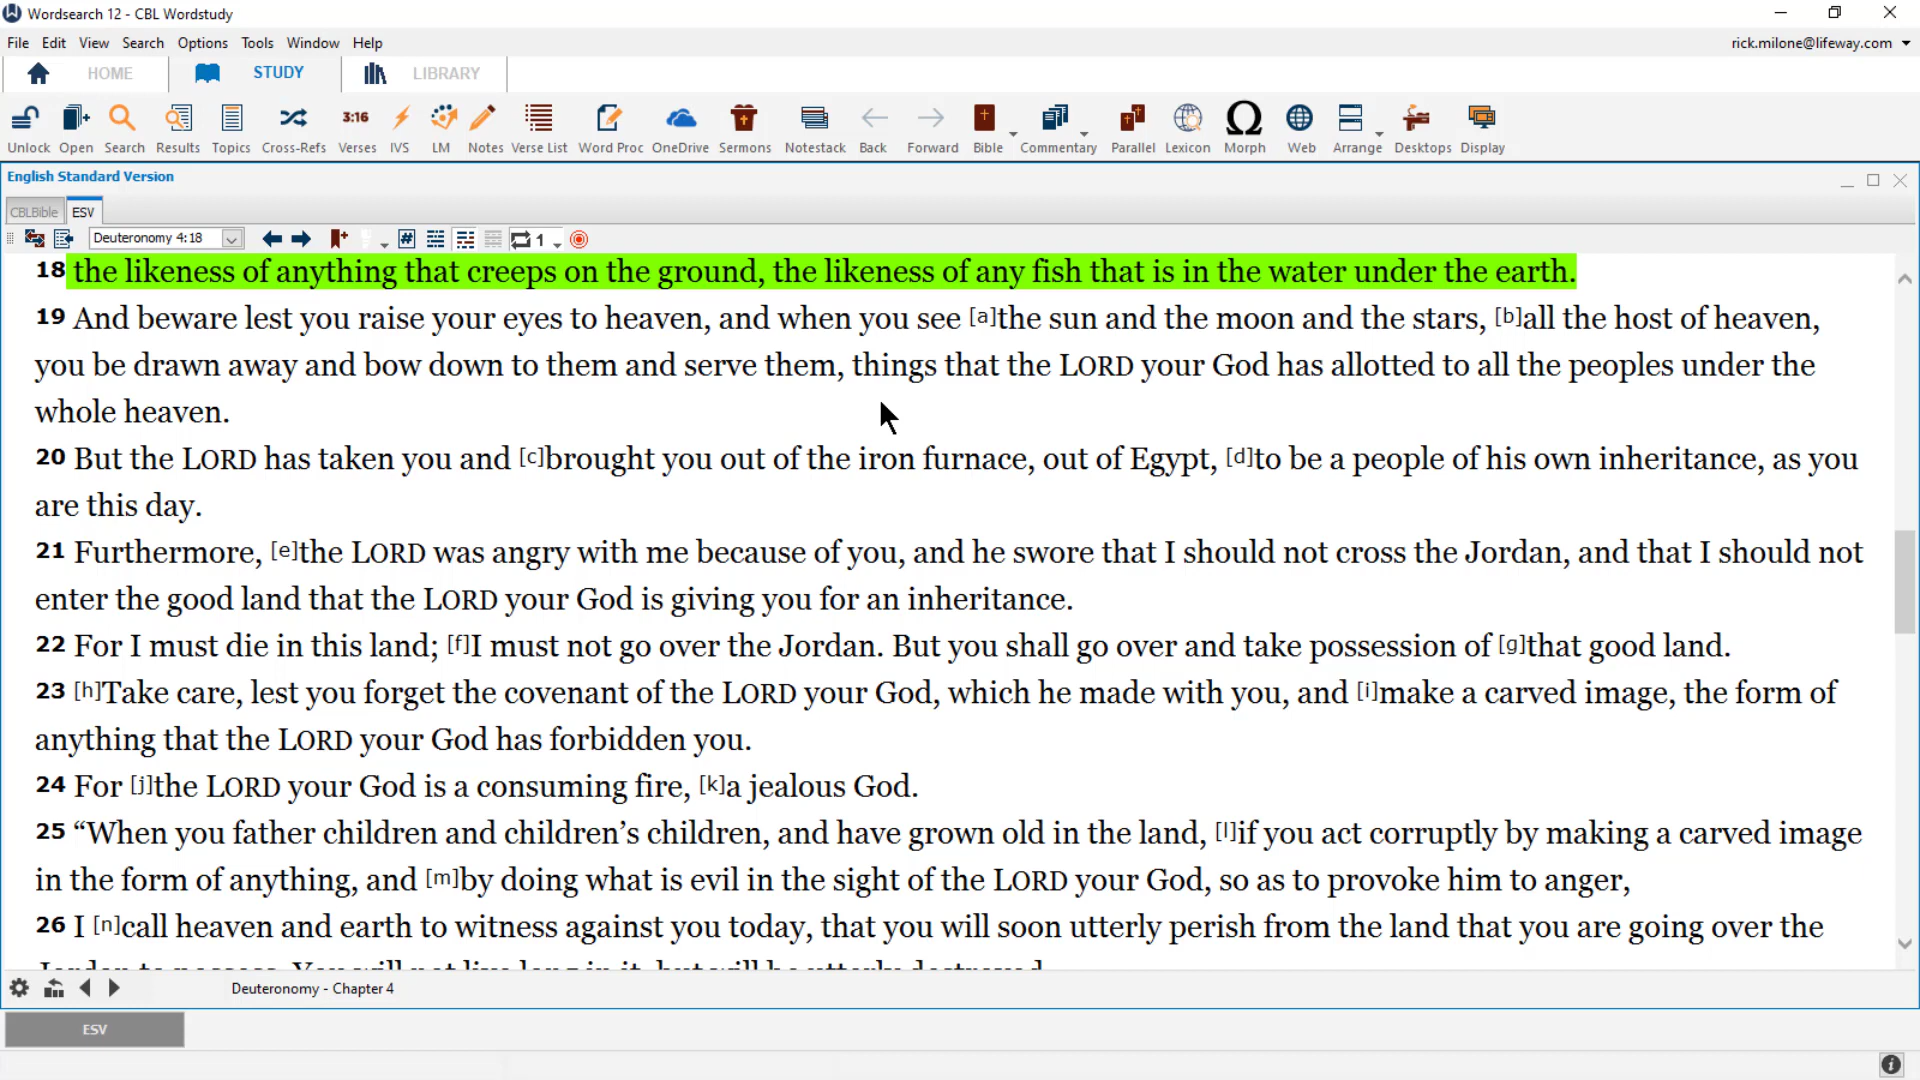 Wordsearch 12 - CBL Wordstudy
File Edit View Search Options Tools Window Help rick.milone@lifeway.com
HOME STUDY LIBRARY
3:16
Unlock Open Search Results Topics Cross-Refs Verses IVS LM Notes Verse List Word Proc OneDrive Sermons Notestack Back Forward Bible Commentary Parallel Lexicon Morph Web Arrange Desktops Display
English Standard Version
CBLBible ESV
Deuteronomy 4:18 # 1
18 the likeness of anything that creeps on the ground, the likeness of any fish that is in the water under the earth.
19 And beware lest you raise your eyes to heaven, and when you see [a]the sun and the moon and the stars, [b]all the host of heaven,
you be drawn away and bow down to them and serve them, things that the LORD your God has allotted to all the peoples under the
whole heaven.
20 But the LORD has taken you and [c]brought you out of the iron furnace, out of Egypt, [d]to be a people of his own inheritance, as you
are this day.
21 Furthermore, [e]the LORD was angry with me because of you, and he swore that I should not cross the Jordan, and that I should not
enter the good land that the LORD your God is giving you for an inheritance.
22 For I must die in this land; [f]I must not go over the Jordan. But you shall go over and take possession of [g]that good land.
23 [h]Take care, lest you forget the covenant of the LORD your God, which he made with you, and [i]make a carved image, the form of
anything that the LORD your God has forbidden you.
24 For [j]the LORD your God is a consuming fire, [k]a jealous God.
25 “When you father children and children’s children, and have grown old in the land, [l]if you act corruptly by making a carved image
in the form of anything, and [m]by doing what is evil in the sight of the LORD your God, so as to provoke him to anger,
26 I [n]call heaven and earth to witness against you today, that you will soon utterly perish from the land that you are going over the
Jordan to possess. You will not live long in it, but will be utterly destroyed.
Deuteronomy - Chapter 4
ESV